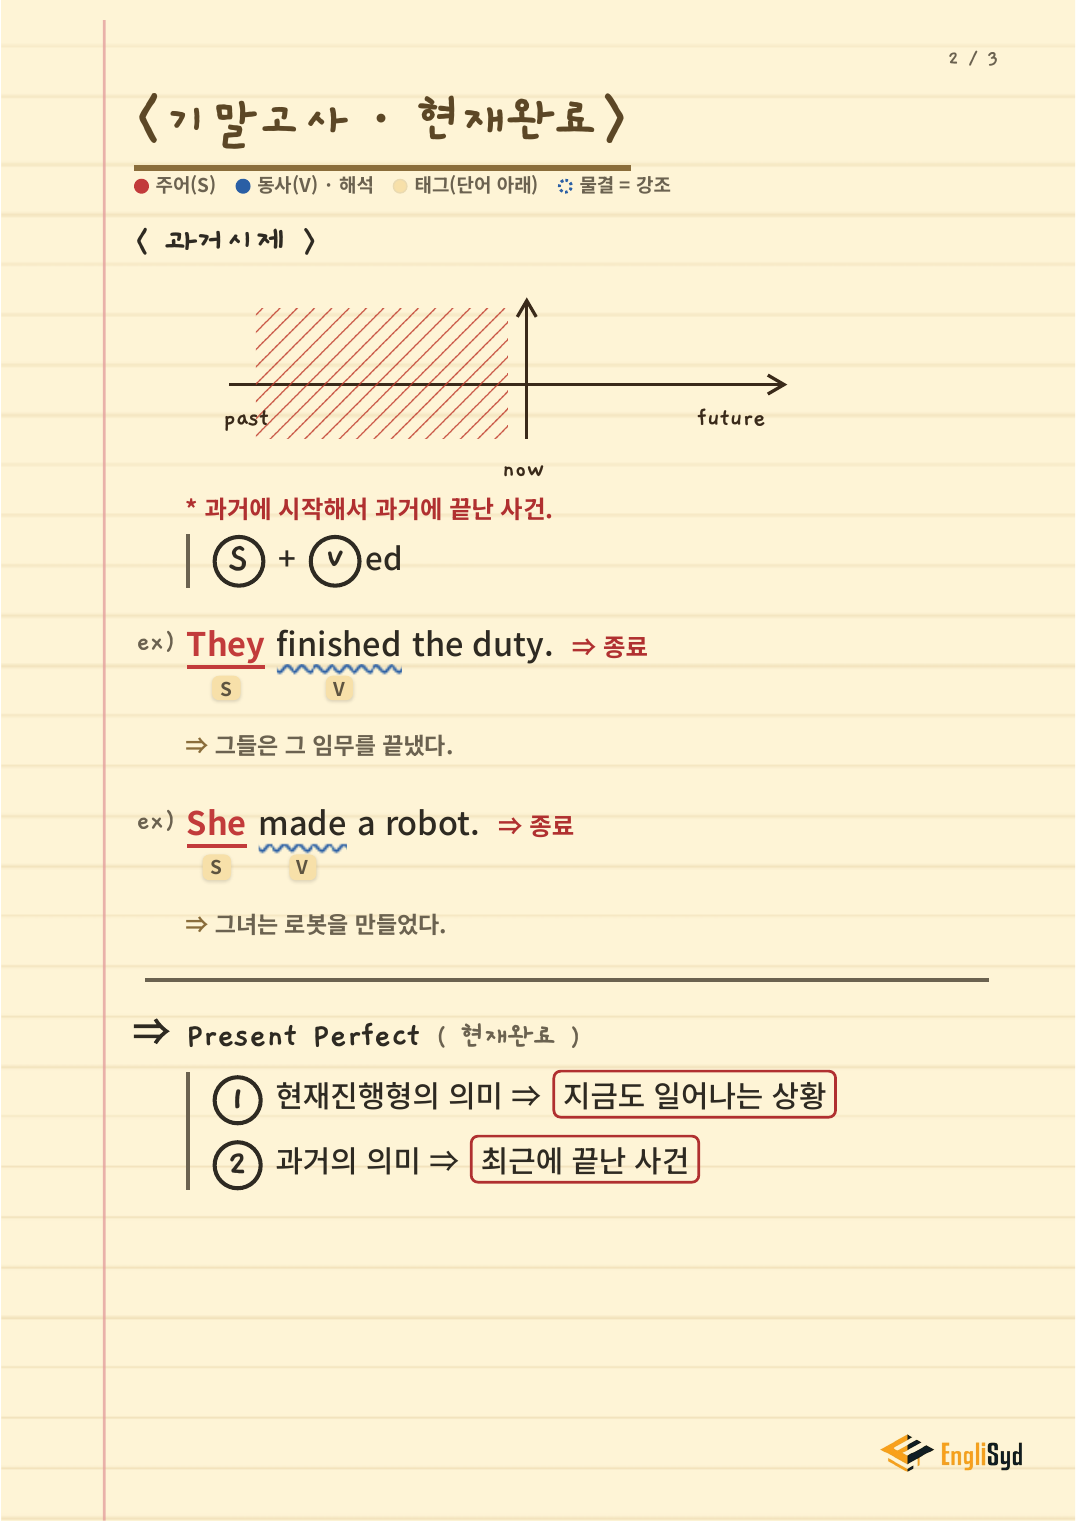 2 / 3
〈기말고사 · 현재완료〉
주어(S) 동사(V) · 해석 태그(단어 아래) 물결 = 강조
〈 과거시제 〉
past future
now
* 과거에 시작해서 과거에 끝난 사건.
S + V ed
ex) They finished the duty. ⇒ 종료
S V
⇒ 그들은 그 임무를 끝냈다.
ex) She made a robot. ⇒ 종료
S V
⇒ 그녀는 로봇을 만들었다.
⇒ Present Perfect ( 현재완료 )
① 현재진행형의 의미 ⇒ 지금도 일어나는 상황
② 과거의 의미 ⇒ 최근에 끝난 사건
EngliSyd